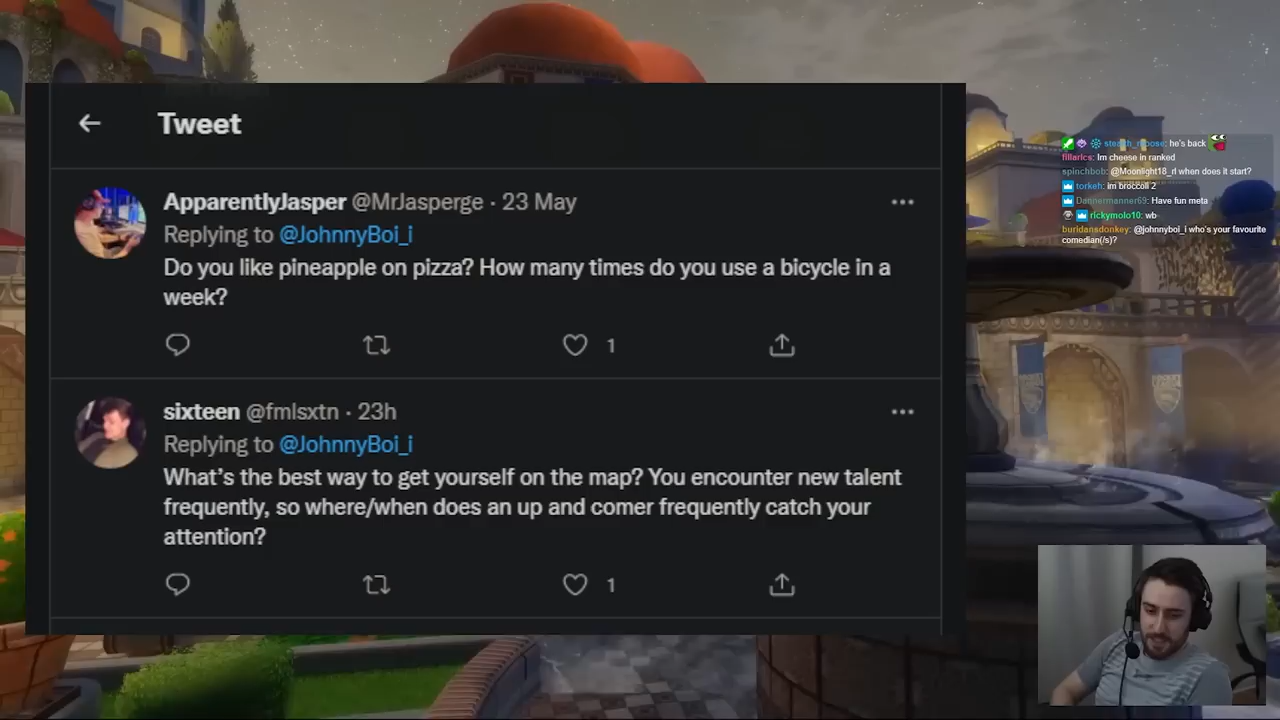 Tweet
ApparentlyJasper @MrJasperge · 23 May
Replying to @JohnnyBoi_i
Do you like pineapple on pizza? How many times do you use a bicycle in a
week?
1
sixteen @fmlsxtn · 23h
Replying to @JohnnyBoi_i
What's the best way to get yourself on the map? You encounter new talent
frequently, so where/when does an up and comer frequently catch your
attention?
1
stealth_moose: he's back
fillarics: Im cheese in ranked
spinchbob: @Moonlight18_rl when does it start?
torkeh: im broccoli 2
Dannermanner69: Have fun meta
rickymolo10: wb
buridansdonkey: @johnnyboi_i who's your favourite
comedian(/s)?